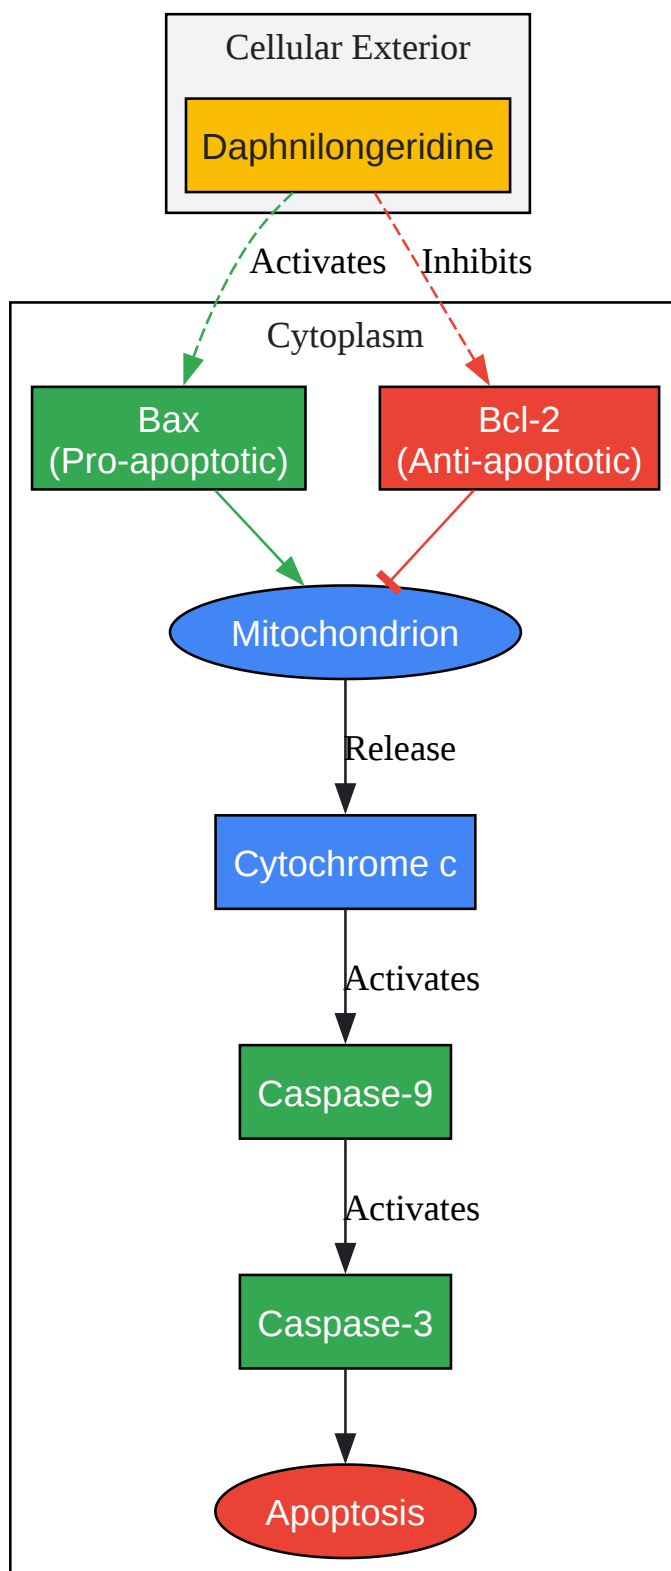 Cellular Exterior
Daphnilongeridine
Activates
Inhibits
Cytoplasm
Bax
(Pro-apoptotic)
Bcl-2
(Anti-apoptotic)
Mitochondrion
Release
Cytochrome c
Activates
Caspase-9
Activates
Caspase-3
Apoptosis